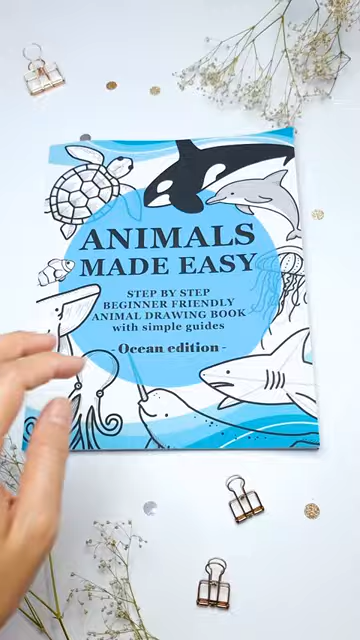 ANIMALS
MADE EASY
STEP BY STEP
BEGINNER FRIENDLY
ANIMAL DRAWING BOOK
with simple guides
- Ocean edition -